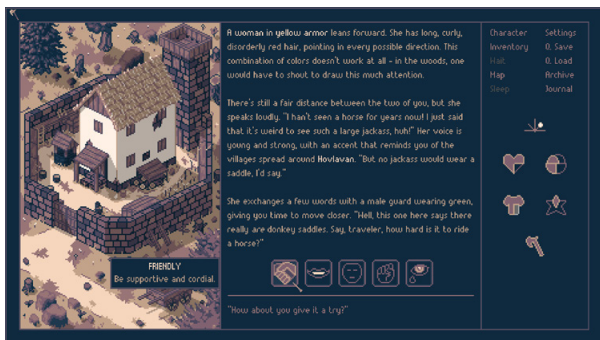 A woman in yellow armor leans forward. She has long, curly,
disorderly red hair, pointing in every possible direction. This
combination of colors doesn't work at all - in the woods, one
would have to shout to draw this much attention.
There's still a fair distance between the two of you, but she
speaks loudly. "I han't seen a horse for years now! I just said
that it's weird to see such a large jackass, huh!" Her voice is
young and strong, with an accent that reminds you of the
villages spread around Hovlavan. "But no jackass would wear a
saddle, I'd say."
She exchanges a few words with a male guard wearing green,
giving you time to move closer. "Hell, this one here says there
really are donkey saddles. Say, traveler, how hard is it to ride
a horse?"
FRIENDLY
Be supportive and cordial.
"How about you give it a try?"
Character Settings
Inventory Q. Save
Halt Q. Load
Map Archive
Sleep Journal